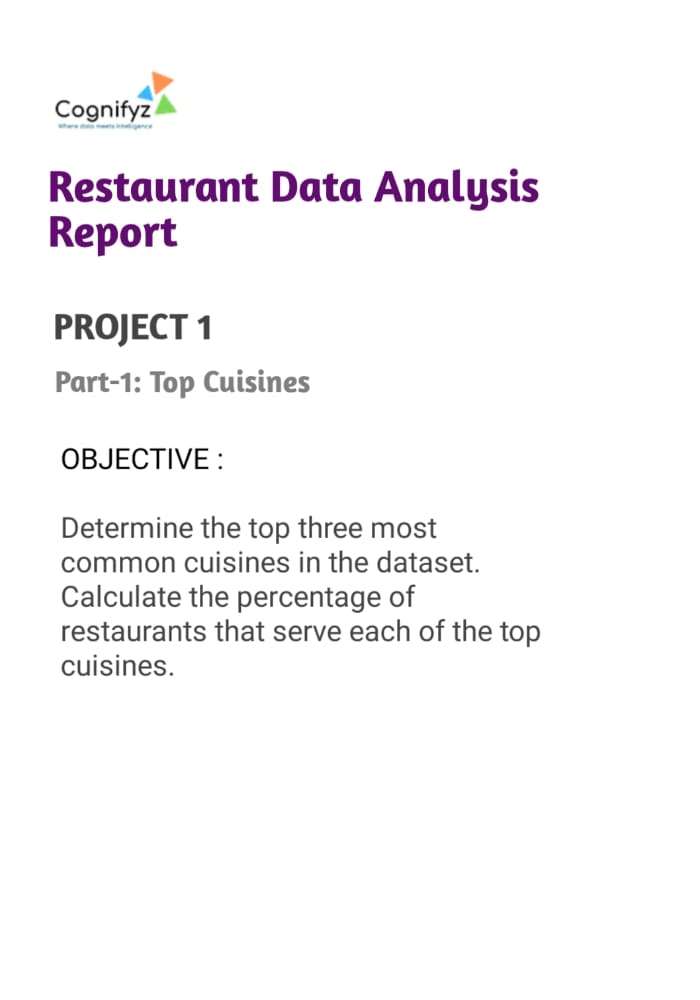 Cognifyz
Where data meets intelligence
Restaurant Data Analysis
Report
PROJECT 1
Part-1: Top Cuisines
OBJECTIVE :
Determine the top three most
common cuisines in the dataset.
Calculate the percentage of
restaurants that serve each of the top
cuisines.